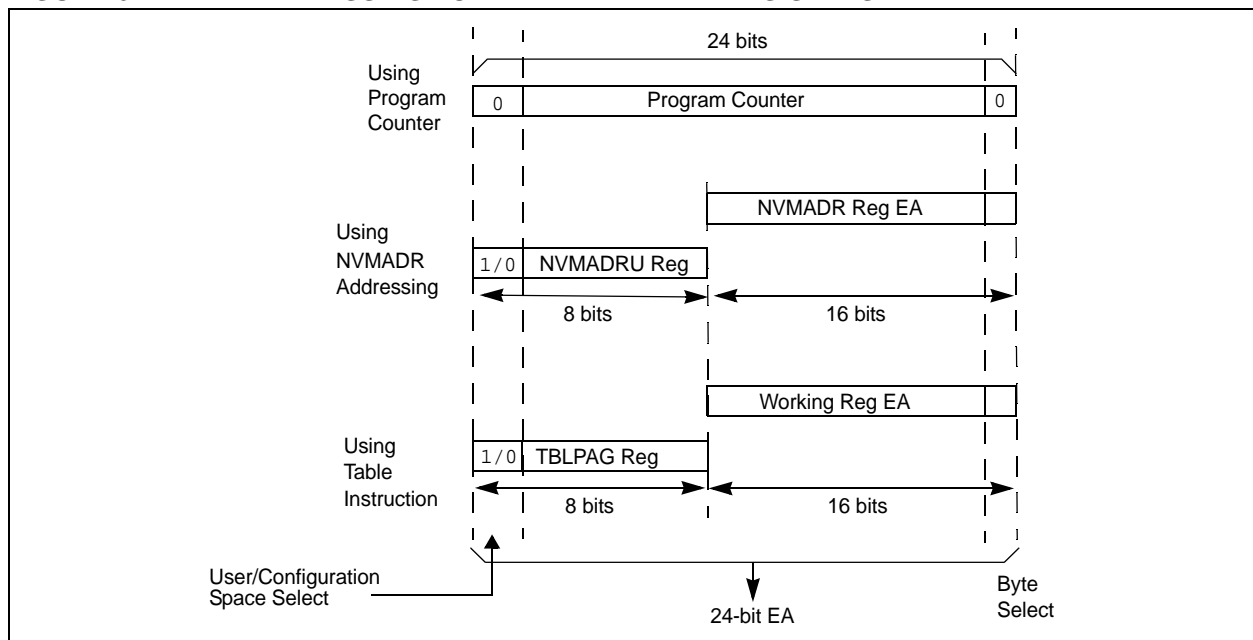 24 bits
Using
Program
Counter
0
Program Counter
0
NVMADR Reg EA
Using
NVMADR
Addressing
1/0
NVMADRU Reg
8 bits
16 bits
Working Reg EA
Using
Table
Instruction
1/0
TBLPAG Reg
8 bits
16 bits
User/Configuration
Space Select
24-bit EA
Byte
Select